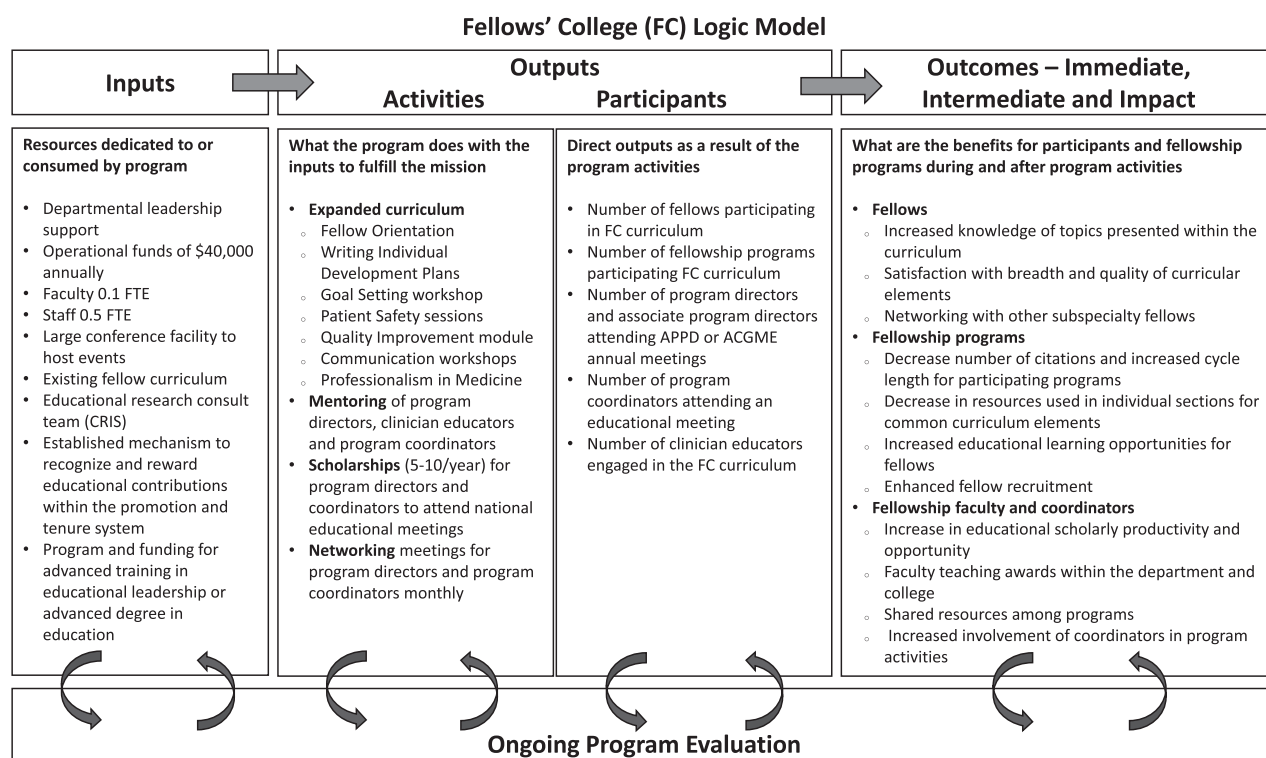 Fellows’ College (FC) Logic Model
Inputs
Outputs
Activities
Participants
Outcomes – Immediate,
Intermediate and Impact
Resources dedicated to or
consumed by program
• Departmental leadership
support
• Operational funds of $40,000
annually
• Faculty 0.1 FTE
• Staff 0.5 FTE
• Large conference facility to
host events
• Existing fellow curriculum
• Educational research consult
team (CRIS)
• Established mechanism to
recognize and reward
educational contributions
within the promotion and
tenure system
• Program and funding for
advanced training in
educational leadership or
advanced degree in
education
What the program does with the
inputs to fulfill the mission
• Expanded curriculum
○ Fellow Orientation
○ Writing Individual
Development Plans
○ Goal Setting workshop
○ Patient Safety sessions
○ Quality Improvement module
○ Communication workshops
○ Professionalism in Medicine
• Mentoring of program
directors, clinician educators
and program coordinators
• Scholarships (5-10/year) for
program directors and
coordinators to attend national
educational meetings
• Networking meetings for
program directors and program
coordinators monthly
Direct outputs as a result of the
program activities
• Number of fellows participating
in FC curriculum
• Number of fellowship programs
participating FC curriculum
• Number of program directors
and associate program directors
attending APPD or ACGME
annual meetings
• Number of program
coordinators attending an
educational meeting
• Number of clinician educators
engaged in the FC curriculum
What are the benefits for participants and fellowship
programs during and after program activities
• Fellows
○ Increased knowledge of topics presented within the
curriculum
○ Satisfaction with breadth and quality of curricular
elements
○ Networking with other subspecialty fellows
• Fellowship programs
○ Decrease number of citations and increased cycle
length for participating programs
○ Decrease in resources used in individual sections for
common curriculum elements
○ Increased educational learning opportunities for
fellows
○ Enhanced fellow recruitment
• Fellowship faculty and coordinators
○ Increase in educational scholarly productivity and
opportunity
○ Faculty teaching awards within the department and
college
○ Shared resources among programs
○ Increased involvement of coordinators in program
activities
Ongoing Program Evaluation